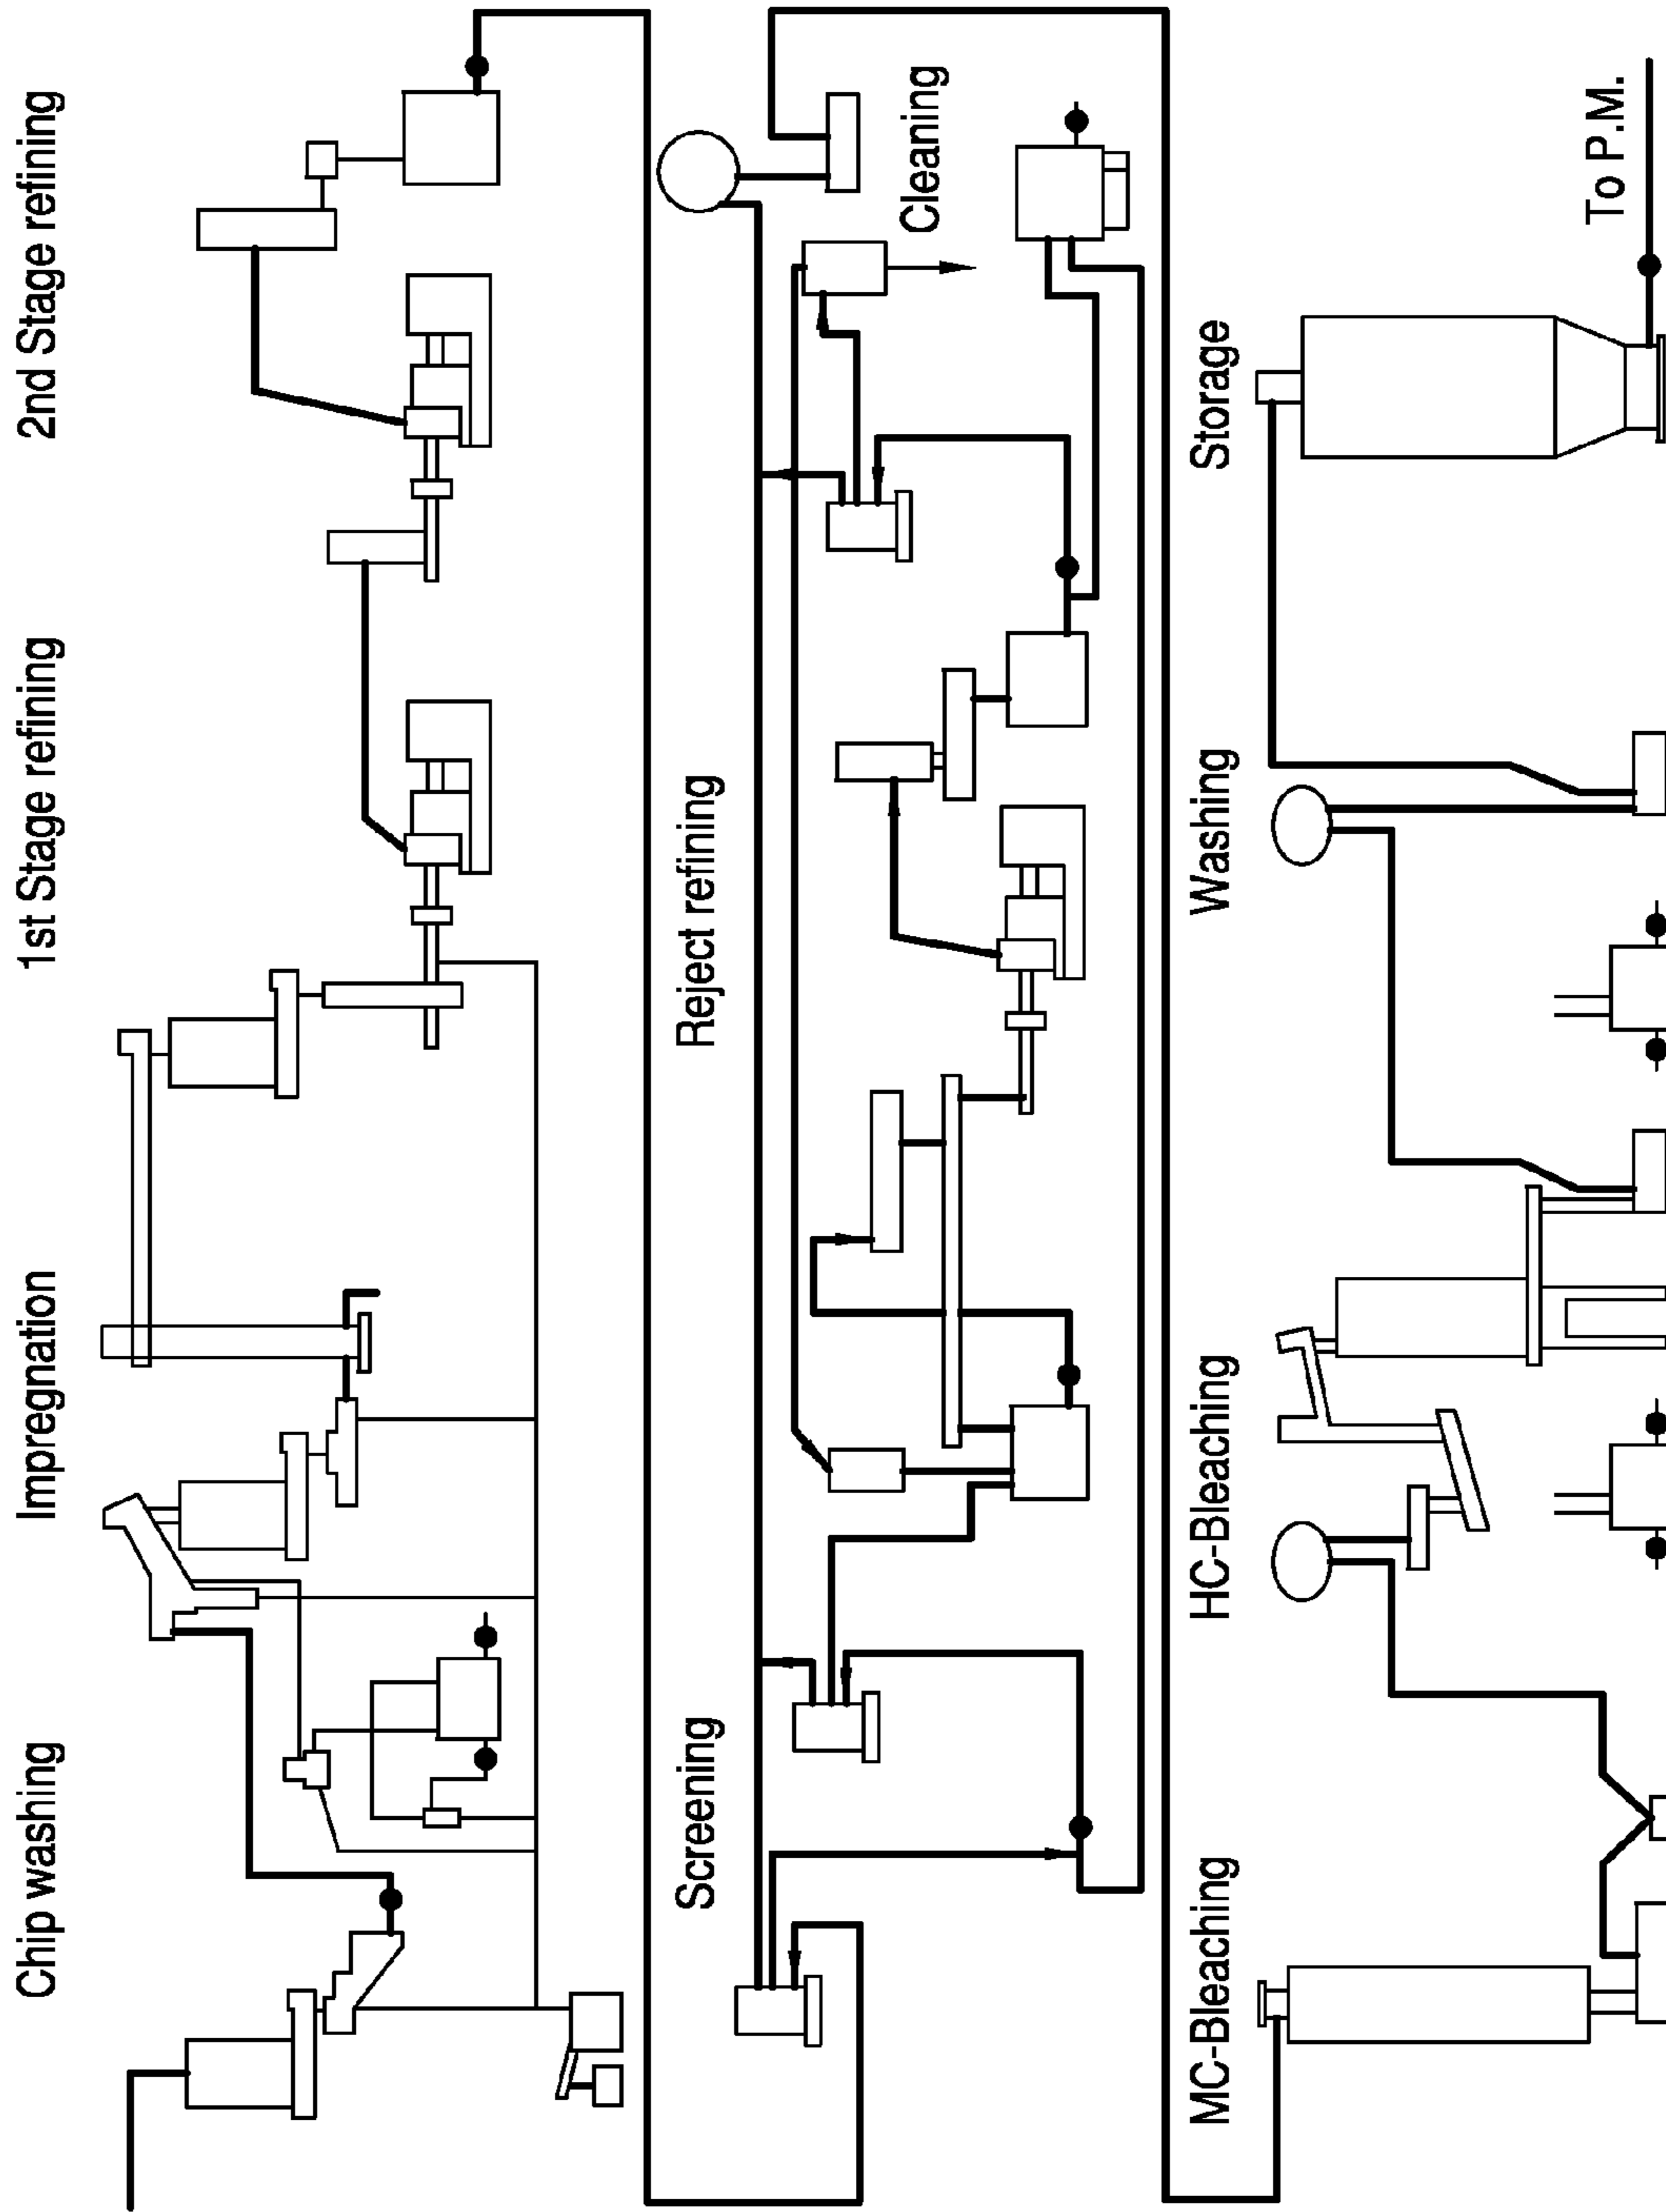 Chip washing
Impregnation
1st Stage refining
2nd Stage refining
Screening
Reject refining
Cleaning
MC-Bleaching
HC-Bleaching
Washing
Storage
To P.M.